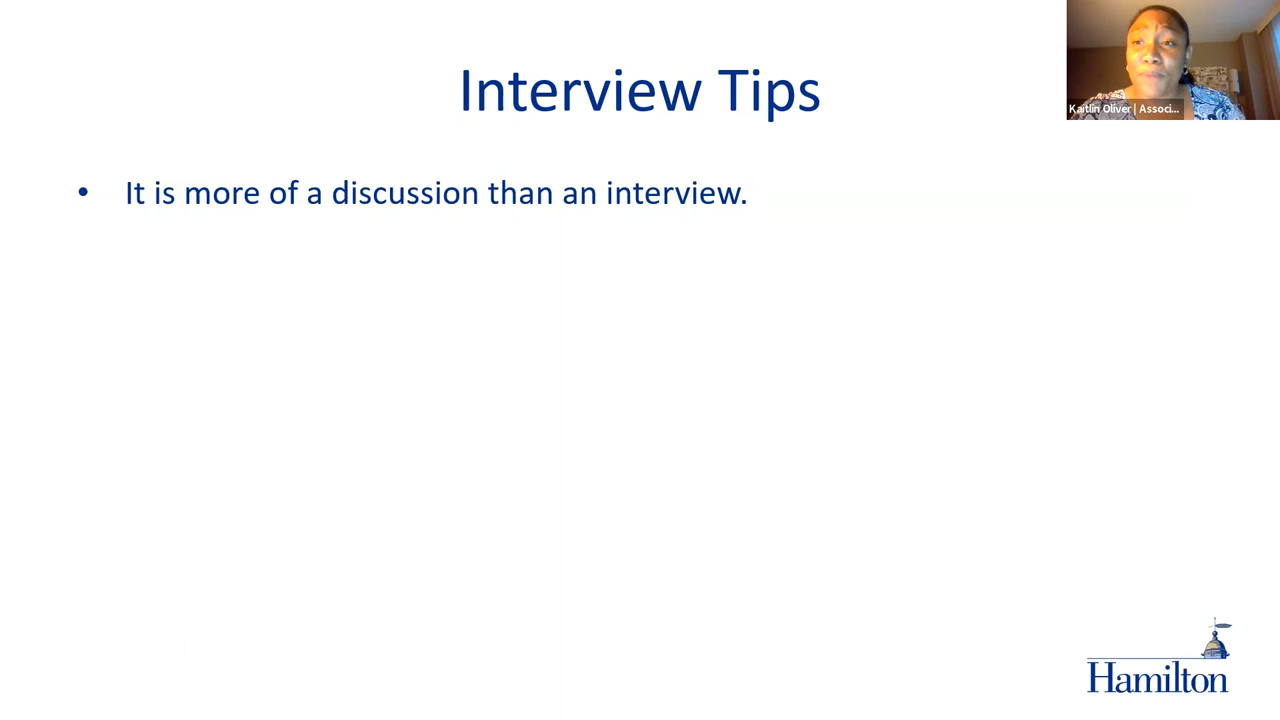 Interview Tips
Kaitlin Oliver | Associ...
• It is more of a discussion than an interview.
Hamilton